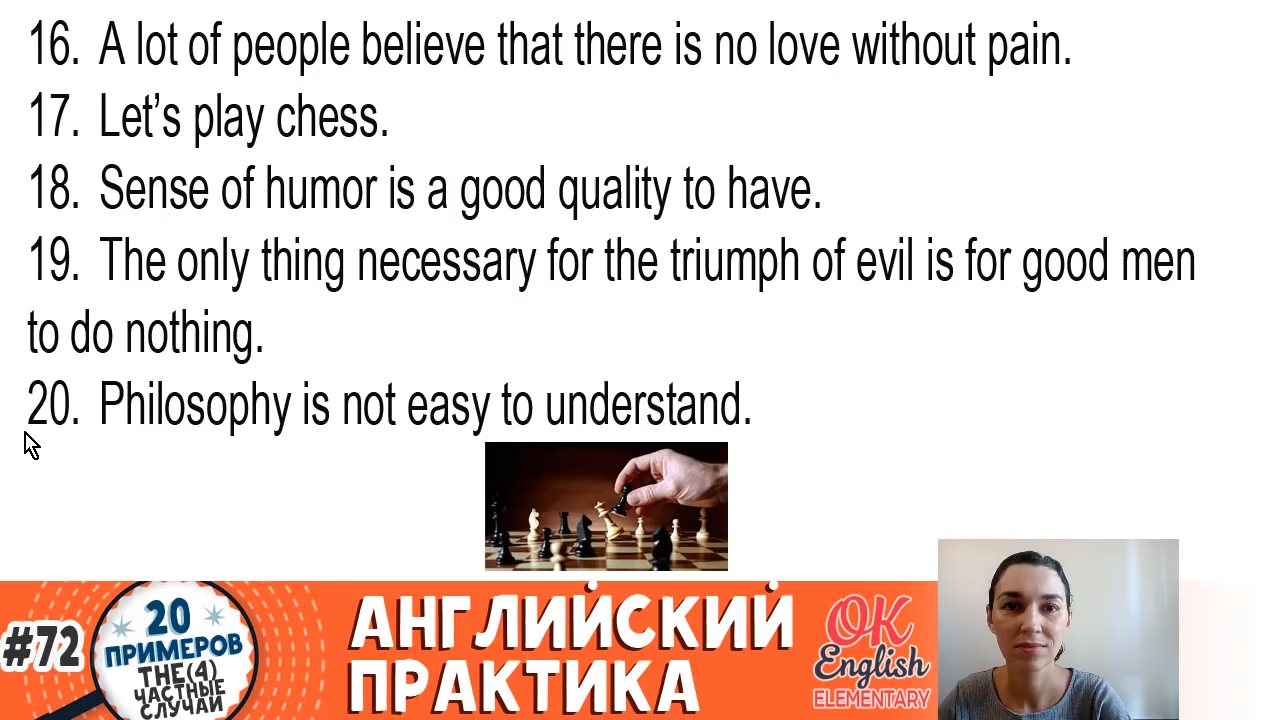 16. A lot of people believe that there is no love without pain.
17. Let's play chess.
18. Sense of humor is a good quality to have.
19. The only thing necessary for the triumph of evil is for good men
to do nothing.
20. Philosophy is not easy to understand.
#72
20
ПРИМЕРОВ
THE(4)
ЧАСТНЫЕ
СЛУЧАИ
АНГЛИЙСКИЙ
ПРАКТИКА
OK
English
ELEMENTARY